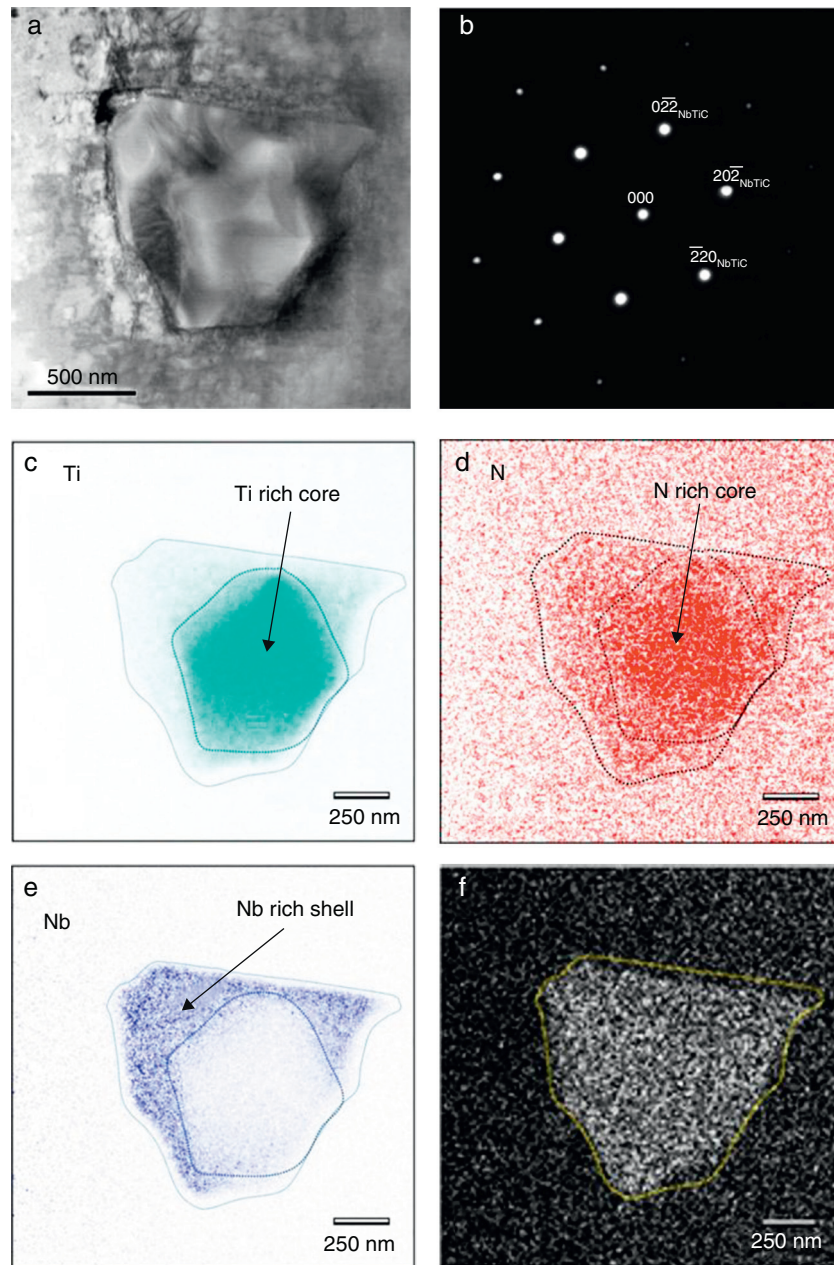 a
500 nm
b
02̅2̅NbTiC
202̅NbTiC
000
2̅20NbTiC
c
Ti
Ti rich core
250 nm
d
N
N rich core
250 nm
e
Nb
Nb rich shell
250 nm
f
250 nm